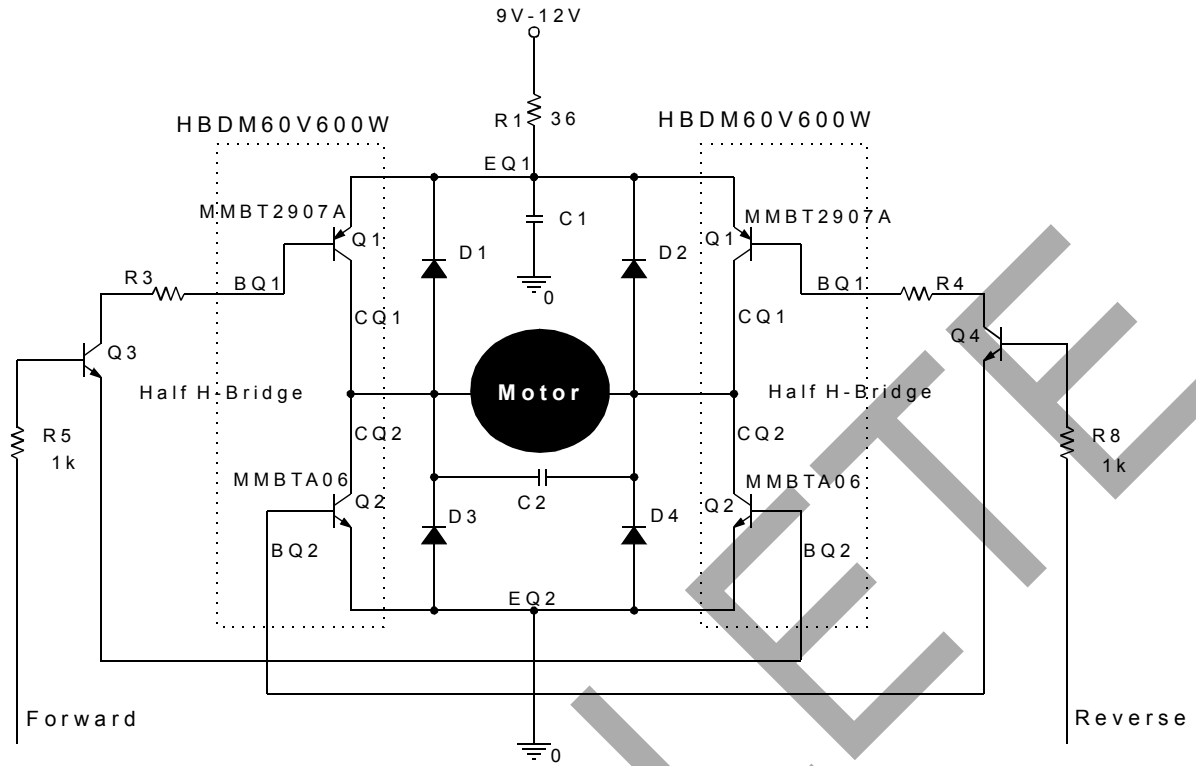 9V-12V
R1 36
HBDM60V600W
HBDM60V600W
EQ1
MMBT2907A
MMBT2907A
Q1
C1
Q1
D1
D2
0
R3
BQ1
BQ1
R4
CQ1
CQ1
Q3
Q4
Half H-Bridge
Motor
Half H-Bridge
R5
1k
CQ2
CQ2
R8
1k
MMBTA06
MMBTA06
Q2
C2
Q2
D3
D4
BQ2
BQ2
EQ2
Forward
Reverse
0